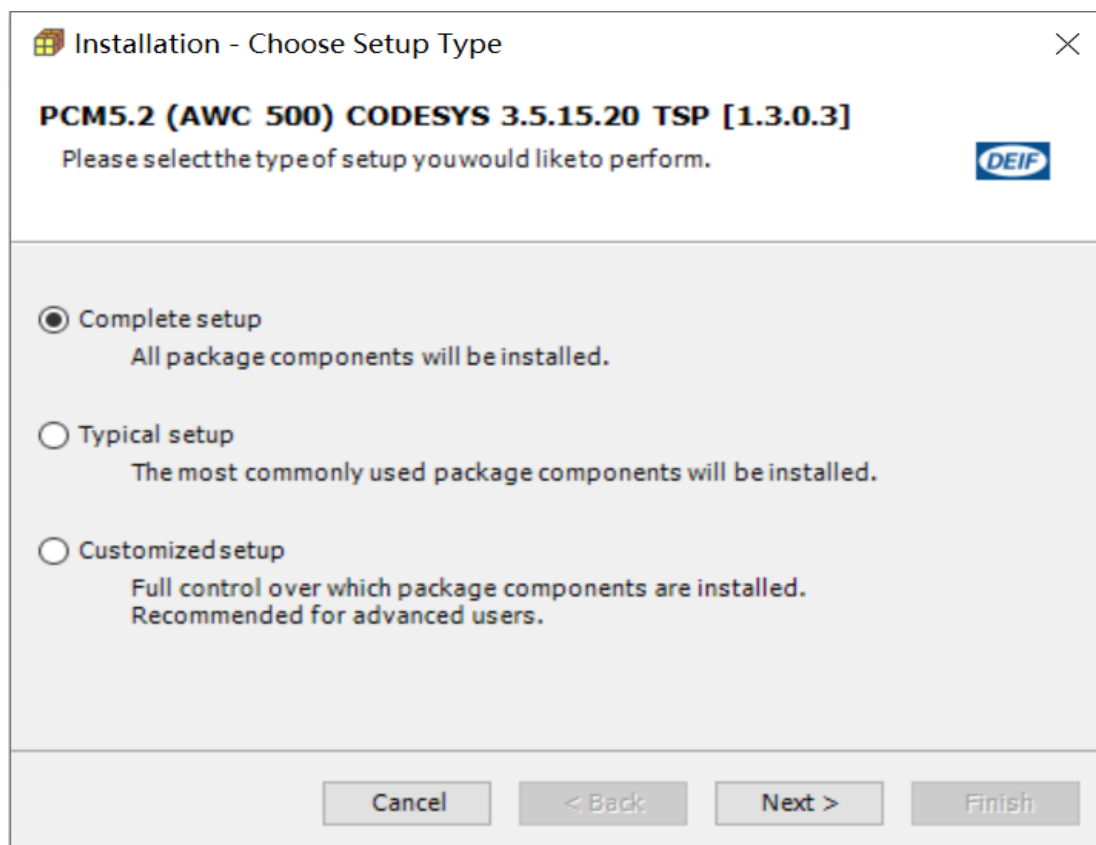 Installation - Choose Setup Type
PCM5.2 (AWC 500) CODESYS 3.5.15.20 TSP [1.3.0.3]
Please select the type of setup you would like to perform.
DEIF
Complete setup
All package components will be installed.
Typical setup
The most commonly used package components will be installed.
Customized setup
Full control over which package components are installed.
Recommended for advanced users.
Cancel
< Back
Next >
Finish